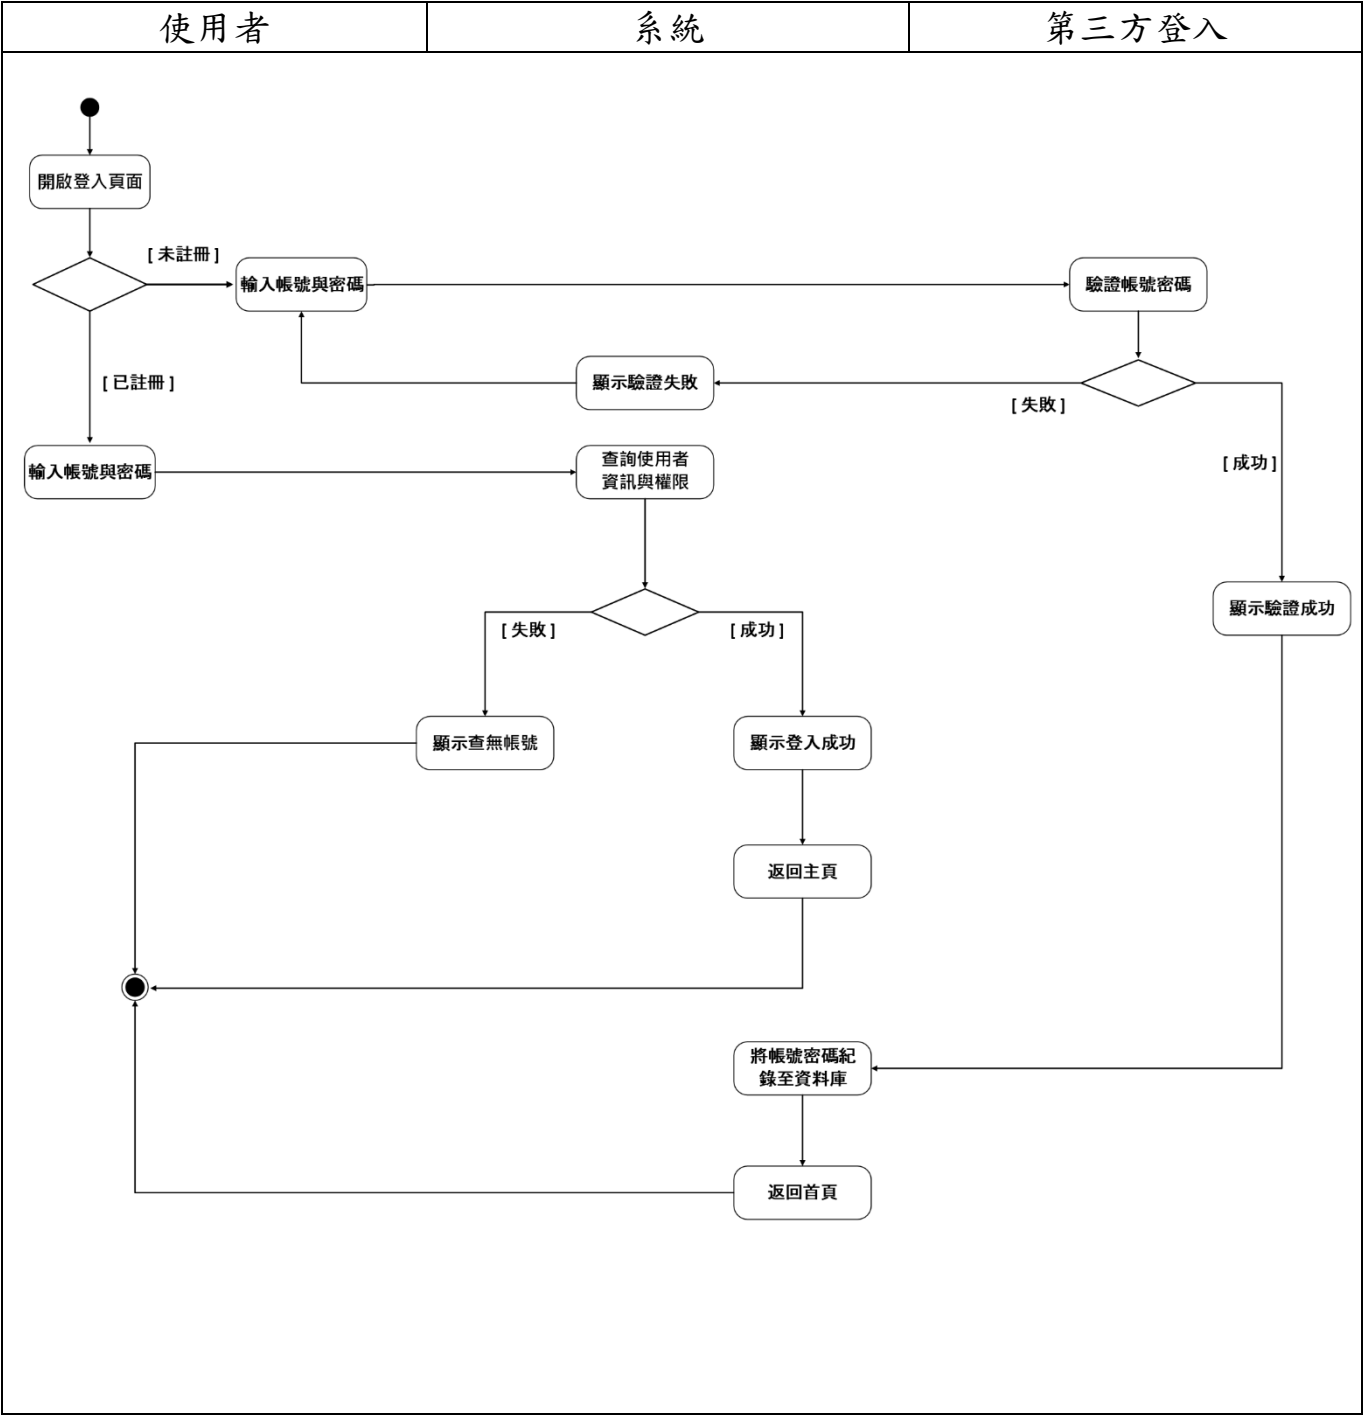 使用者
系統
第三方登入
開啟登入頁面
[ 未註冊 ]
輸入帳號與密碼
驗證帳號密碼
[ 已註冊 ]
顯示驗證失敗
[ 失敗 ]
[ 成功 ]
輸入帳號與密碼
查詢使用者
資訊與權限
顯示驗證成功
[ 失敗 ]
[ 成功 ]
顯示查無帳號
顯示登入成功
返回主頁
將帳號密碼紀
錄至資料庫
返回首頁